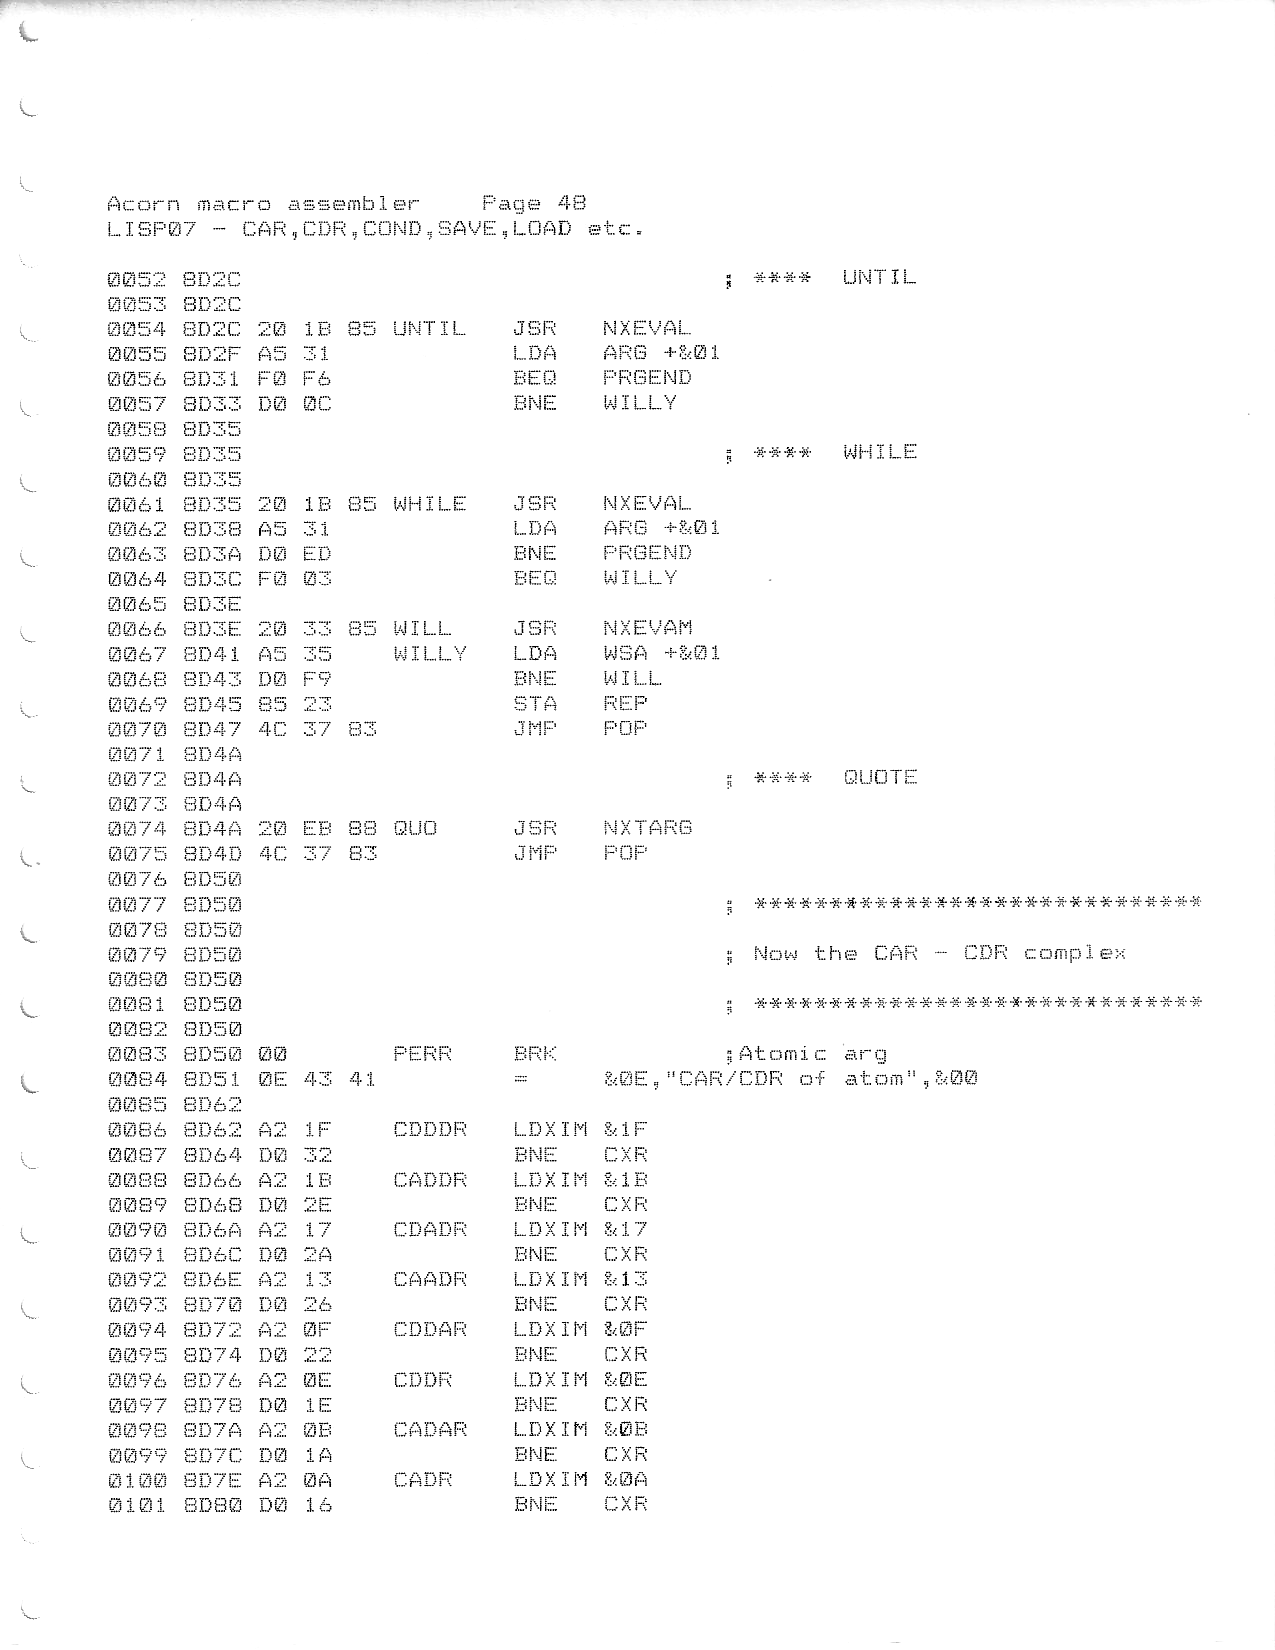 Acorn macro assembler    Page 48
LISP07 - CAR,CDR,COND,SAVE,LOAD etc.
0052 8D2C                                ; ****  UNTIL
0053 8D2C
0054 8D2C 20 1B 85 UNTIL   JSR   NXEVAL
0055 8D2F A5 31            LDA   ARG +&01
0056 8D31 F0 F6            BEQ   PRGEND
0057 8D33 D0 0C            BNE   WILLY
0058 8D35
0059 8D35                                ; ****  WHILE
0060 8D35
0061 8D35 20 1B 85 WHILE   JSR   NXEVAL
0062 8D38 A5 31            LDA   ARG +&01
0063 8D3A D0 ED            BNE   PRGEND
0064 8D3C F0 03            BEQ   WILLY
0065 8D3E
0066 8D3E 20 33 85 WILL    JSR   NXEVAM
0067 8D41 A5 35    WILLY   LDA   WSA +&01
0068 8D43 D0 F9            BNE   WILL
0069 8D45 85 23            STA   REP
0070 8D47 4C 37 83         JMP   POP
0071 8D4A
0072 8D4A                                ; ****  QUOTE
0073 8D4A
0074 8D4A 20 EB 88 QUO     JSR   NXTARG
0075 8D4D 4C 37 83         JMP   POP
0076 8D50
0077 8D50                                ; ******************************
0078 8D50
0079 8D50                                ; Now the CAR - CDR complex
0080 8D50
0081 8D50                                ; ******************************
0082 8D50
0083 8D50 00       PERR    BRK           ;Atomic arg
0084 8D51 0E 43 41         =     &0E,"CAR/CDR of atom",&00
0085 8D62
0086 8D62 A2 1F    CDDDR   LDXIM &1F
0087 8D64 D0 32            BNE   CXR
0088 8D66 A2 1B    CADDR   LDXIM &1B
0089 8D68 D0 2E            BNE   CXR
0090 8D6A A2 17    CDADR   LDXIM &17
0091 8D6C D0 2A            BNE   CXR
0092 8D6E A2 13    CAADR   LDXIM &13
0093 8D70 D0 26            BNE   CXR
0094 8D72 A2 0F    CDDAR   LDXIM &0F
0095 8D74 D0 22            BNE   CXR
0096 8D76 A2 0E    CDDR    LDXIM &0E
0097 8D78 D0 1E            BNE   CXR
0098 8D7A A2 0B    CADAR   LDXIM &0B
0099 8D7C D0 1A            BNE   CXR
0100 8D7E A2 0A    CADR    LDXIM &0A
0101 8D80 D0 16            BNE   CXR